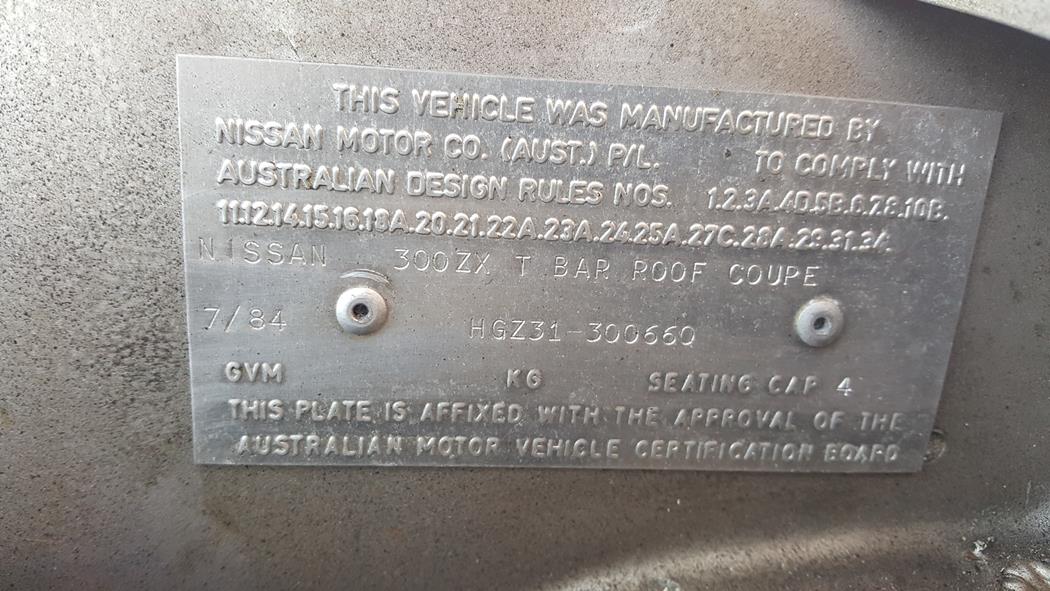 THIS VEHICLE WAS MANUFACTURED BY
NISSAN MOTOR CO. (AUST.) P/L. TO COMPLY WITH
AUSTRALIAN DESIGN RULES NOS. 1.2.3A.4D.5B.6.7.8.10B.
11.12.14.15.16.18A.20.21.22A.23A.24.25A.27C.28A.29.31.3A
NISSAN 300ZX T BAR ROOF COUPE
7/84 HGZ31-300660
GVM KG SEATING CAP 4
THIS PLATE IS AFFIXED WITH THE APPROVAL OF THE
AUSTRALIAN MOTOR VEHICLE CERTIFICATION BOARD